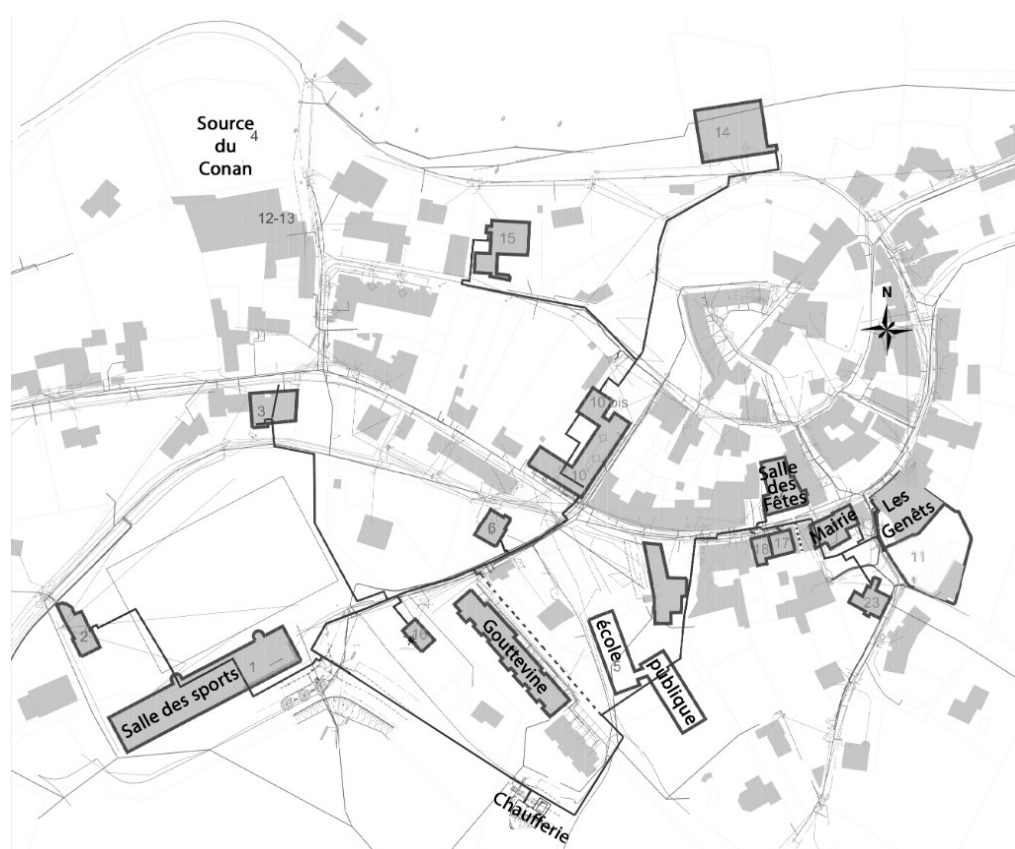 Source
4
du
Conan
14
12-13
15
N
3
10 bis
13
10
Salle
des
Fêtes
Les
Genêts
Mairie
6
18
17
11
2
16
23
1
Salle des sports
Gouttevine
école
5
publique
Chaufferie